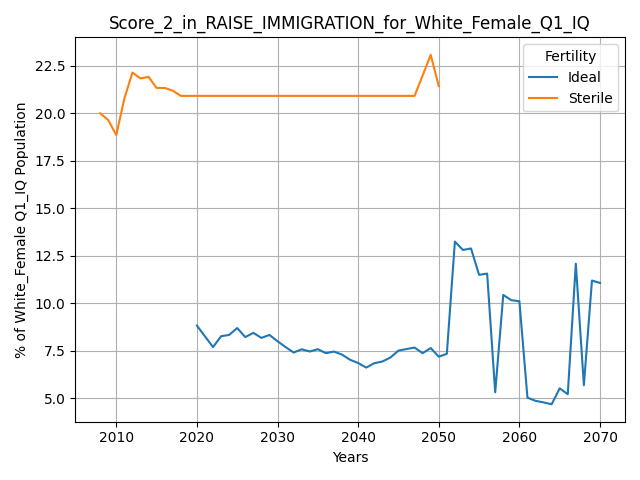 Score_2_in_RAISE_IMMIGRATION_for_White_Female_Q1_IQ
Fertility
Ideal
Sterile
% of White_Female Q1_IQ Population
22.5
20.0
17.5
15.0
12.5
10.0
7.5
5.0
2010 2020 2030 2040 2050 2060 2070
Years